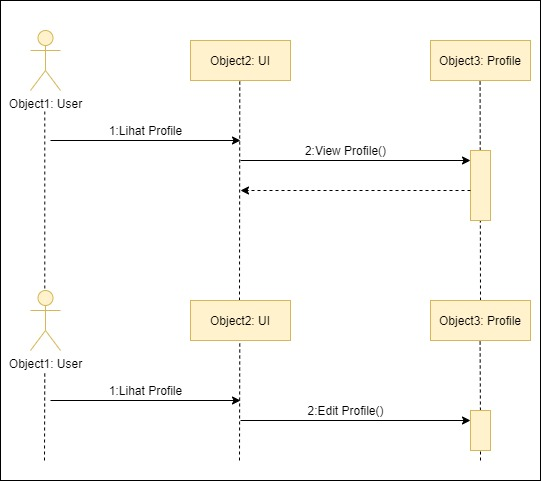 Object2: UI
Object3: Profile
Object1: User
1:Lihat Profile
2:View Profile()
Object2: UI
Object3: Profile
Object1: User
1:Lihat Profile
2:Edit Profile()